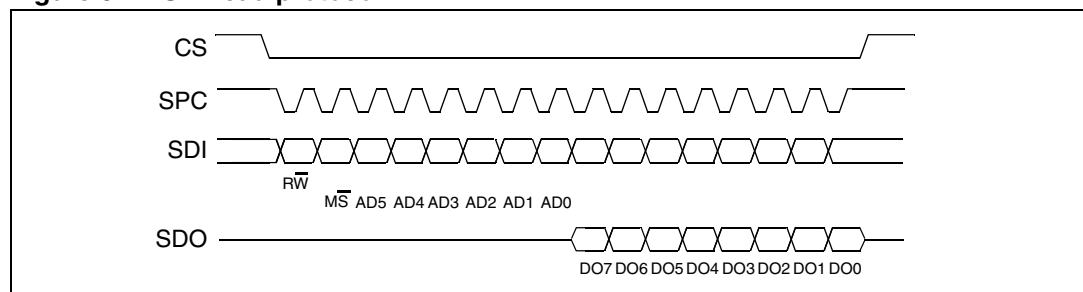 CS
SPC
SDI
RW̅
MS̅ AD5 AD4 AD3 AD2 AD1 AD0
SDO
DO7 DO6 DO5 DO4 DO3 DO2 DO1 DO0